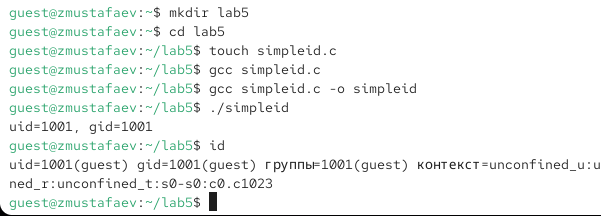 guest@zmustafaev:~$ mkdir lab5
guest@zmustafaev:~$ cd lab5
guest@zmustafaev:~/lab5$ touch simpleid.c
guest@zmustafaev:~/lab5$ gcc simpleid.c
guest@zmustafaev:~/lab5$ gcc simpleid.c -o simpleid
guest@zmustafaev:~/lab5$ ./simpleid
uid=1001, gid=1001
guest@zmustafaev:~/lab5$ id
uid=1001(guest) gid=1001(guest) группы=1001(guest) контекст=unconfined_u:u
ned_r:unconfined_t:s0-s0:c0.c1023
guest@zmustafaev:~/lab5$